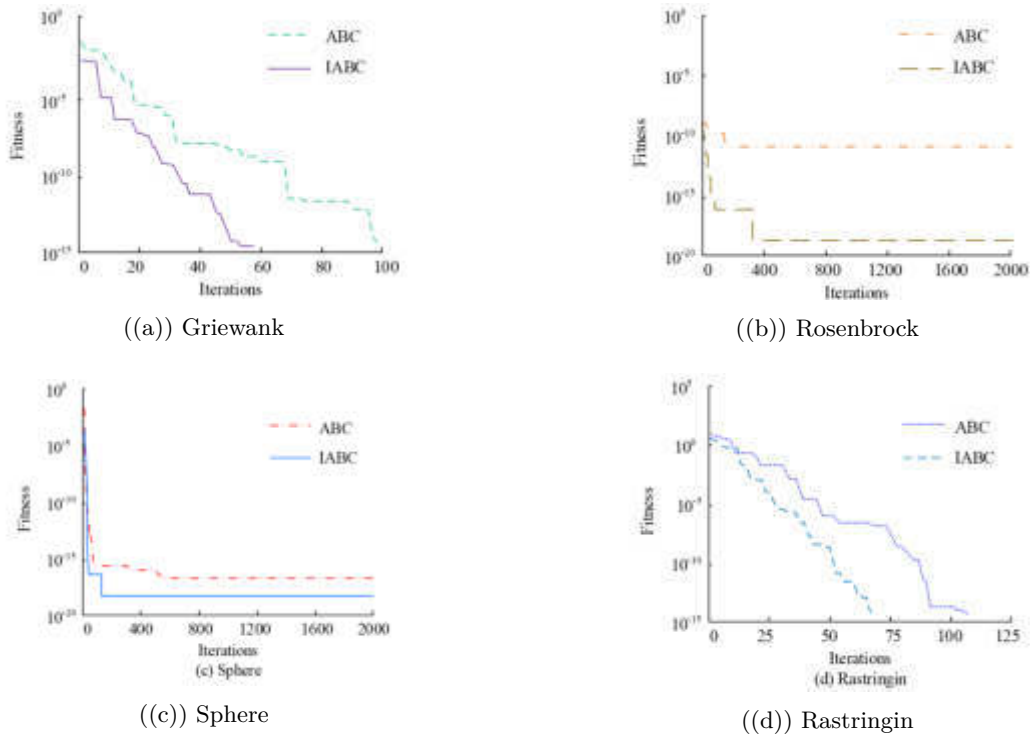 10⁰
ABC
IABC
10⁻⁵
Fitness
10⁻¹⁰
10⁻¹⁵
0 20 40 60 80 100
Iterations
((a)) Griewank
10⁰
ABC
IABC
10⁻⁵
Fitness
10⁻¹⁰
10⁻¹⁵
10⁻²⁰
0 400 800 1200 1600 2000
Iterations
((b)) Rosenbrock
10⁰
ABC
IABC
10⁻⁵
Fitness
10⁻¹⁰
10⁻¹⁵
10⁻²⁰
0 400 800 1200 1600 2000
Iterations
(c) Sphere
((c)) Sphere
10⁵
ABC
IABC
10⁰
Fitness
10⁻⁵
10⁻¹⁰
10⁻¹⁵
0 25 50 75 100 125
Iterations
(d) Rastringin
((d)) Rastringin